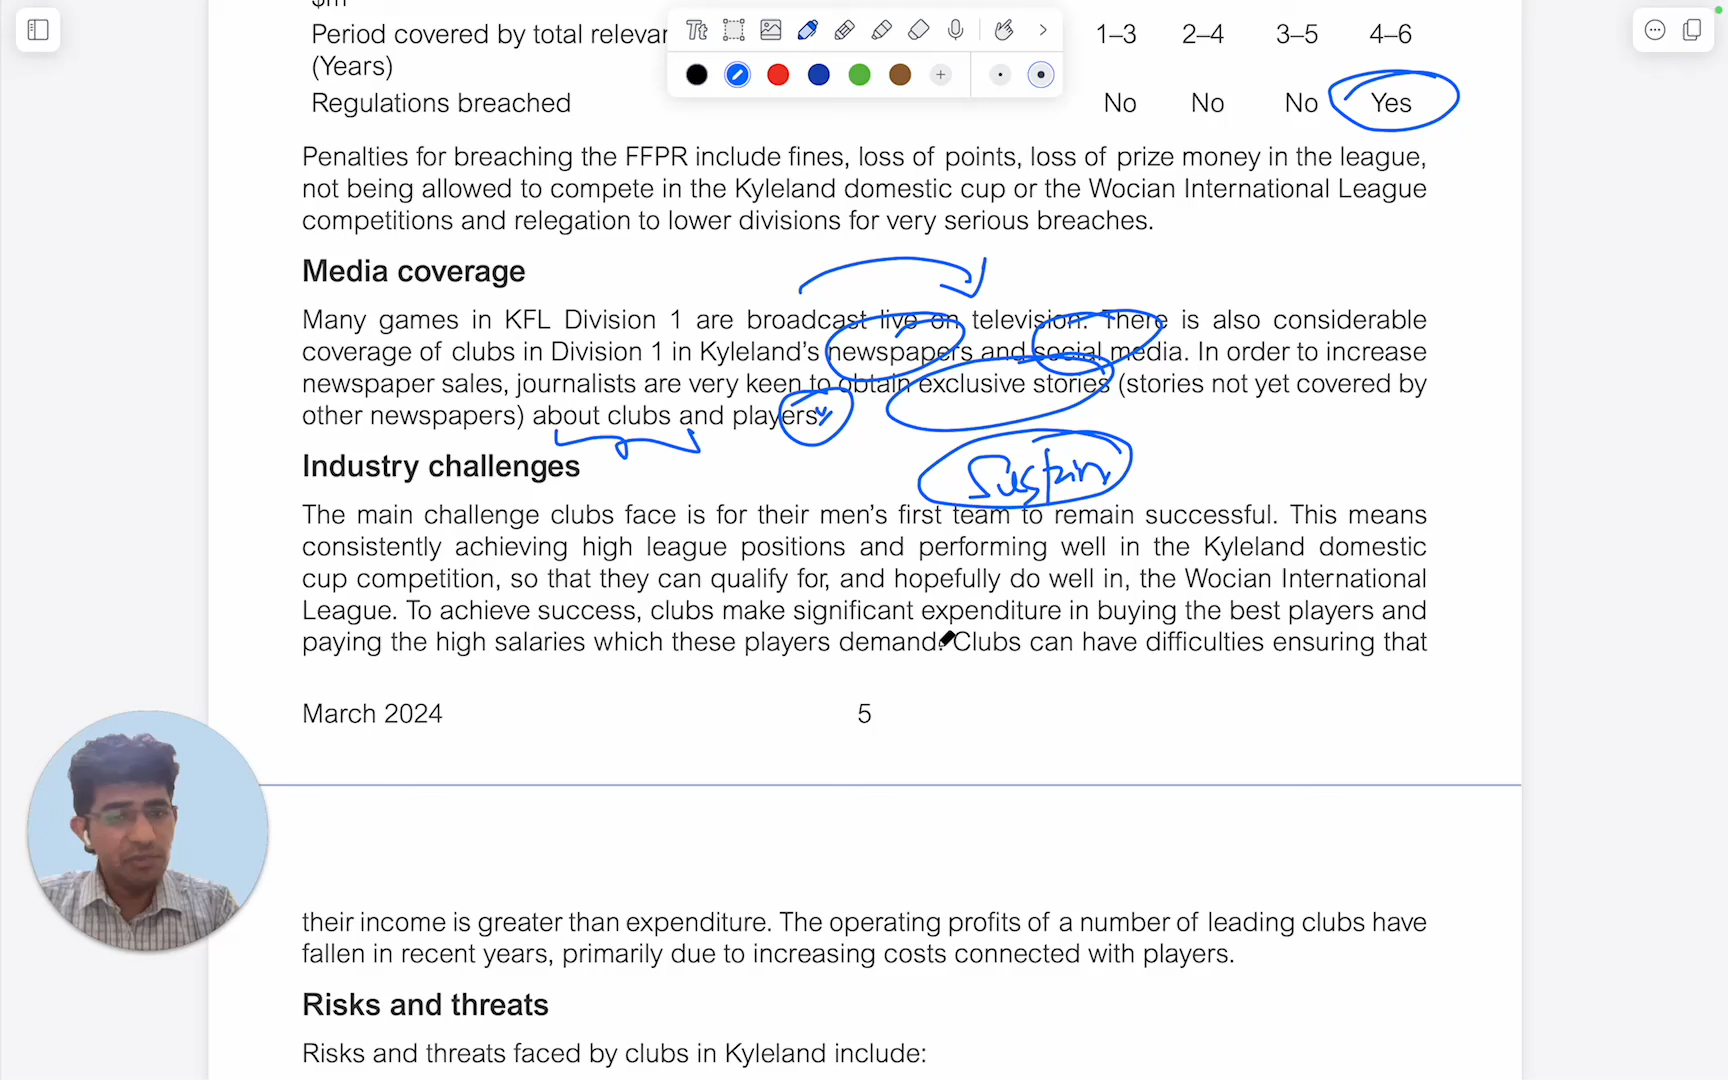 $m
Period covered by total relevan
1–3 2–4 3–5 4–6
(Years)
Regulations breached No No No Yes
Penalties for breaching the FFPR include fines, loss of points, loss of prize money in the league,
not being allowed to compete in the Kyleland domestic cup or the Wocian International League
competitions and relegation to lower divisions for very serious breaches.
Media coverage
Many games in KFL Division 1 are broadcast live on television. There is also considerable
coverage of clubs in Division 1 in Kyleland’s newspapers and social media. In order to increase
newspaper sales, journalists are very keen to obtain exclusive stories (stories not yet covered by
other newspapers) about clubs and players.
Industry challenges
Sustain
The main challenge clubs face is for their men’s first team to remain successful. This means
consistently achieving high league positions and performing well in the Kyleland domestic
cup competition, so that they can qualify for, and hopefully do well in, the Wocian International
League. To achieve success, clubs make significant expenditure in buying the best players and
paying the high salaries which these players demand. Clubs can have difficulties ensuring that
March 2024 5
their income is greater than expenditure. The operating profits of a number of leading clubs have
fallen in recent years, primarily due to increasing costs connected with players.
Risks and threats
Risks and threats faced by clubs in Kyleland include: